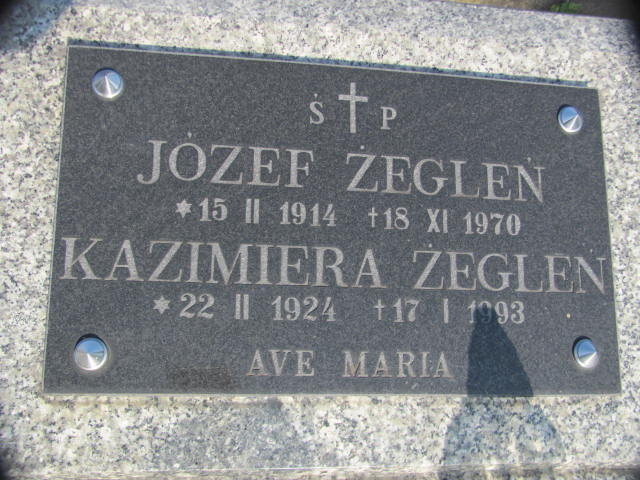 Ś † P
JÓZEF ŻEGLEŃ
* 15 II 1914 † 18 XI 1970
KAZIMIERA ŻEGLEŃ
* 22 II 1924 † 17 I 1993
AVE MARIA